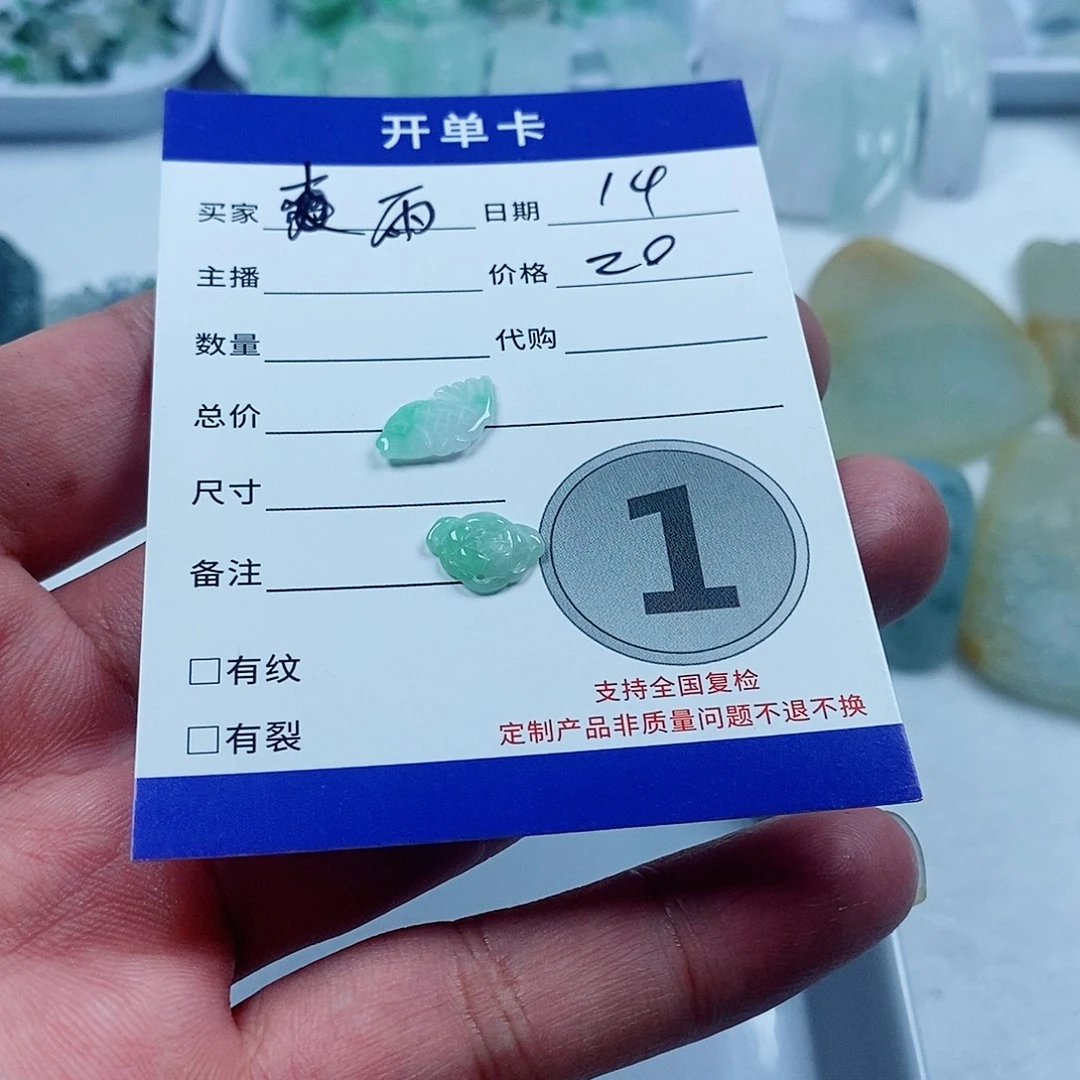 开单卡
买家 雨 日期 14
主播 价格 20
数量 代购
总价
尺寸
备注
1
□有纹
□有裂
支持全国复检
定制产品非质量问题不退不换